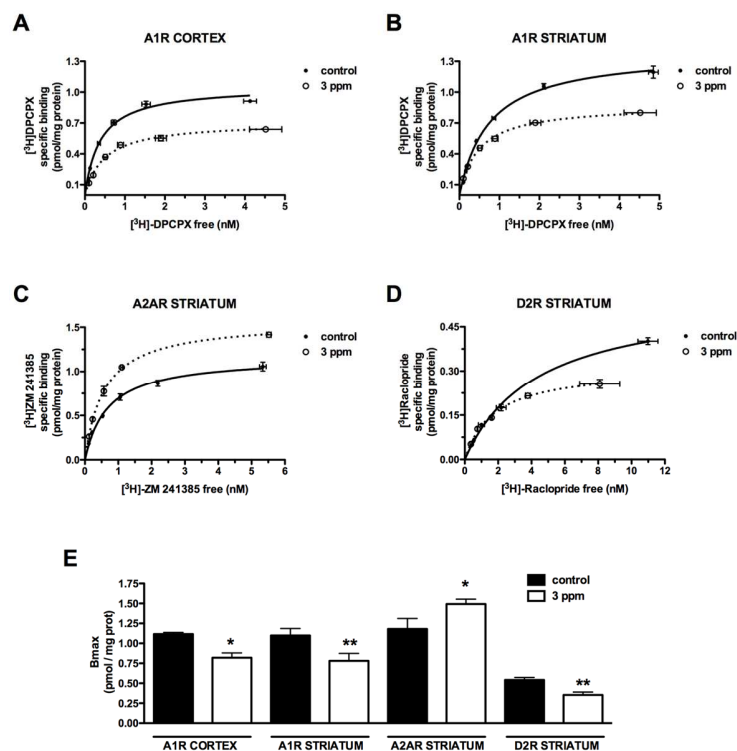 A
A1R CORTEX
[³H]DPCPX
specific binding
(pmol/mg protein)
1.3
1.0
0.7
0.4
0.1
0 1 2 3 4 5
[³H]-DPCPX free (nM)
control
3 ppm
B
A1R STRIATUM
[³H]DPCPX
specific binding
(pmol/mg protein)
1.3
1.0
0.7
0.4
0.1
0 1 2 3 4 5
[³H]-DPCPX free (nM)
control
3 ppm
C
A2AR STRIATUM
[³H]ZM 241385
specific binding
(pmol/mg protein)
1.5
1.0
0.5
0.0
0 1 2 3 4 5 6
[³H]-ZM 241385 free (nM)
control
3 ppm
D
D2R STRIATUM
[³H]Raclopride
specific binding
(pmol/mg protein)
0.45
0.30
0.15
0.00
0 2 4 6 8 10 12
[³H]-Raclopride free (nM)
control
3 ppm
E
Bmax
(pmol / mg prot)
1.75
1.50
1.25
1.00
0.75
0.50
0.25
0.00
* ** * **
control
3 ppm
A1R CORTEX A1R STRIATUM A2AR STRIATUM D2R STRIATUM